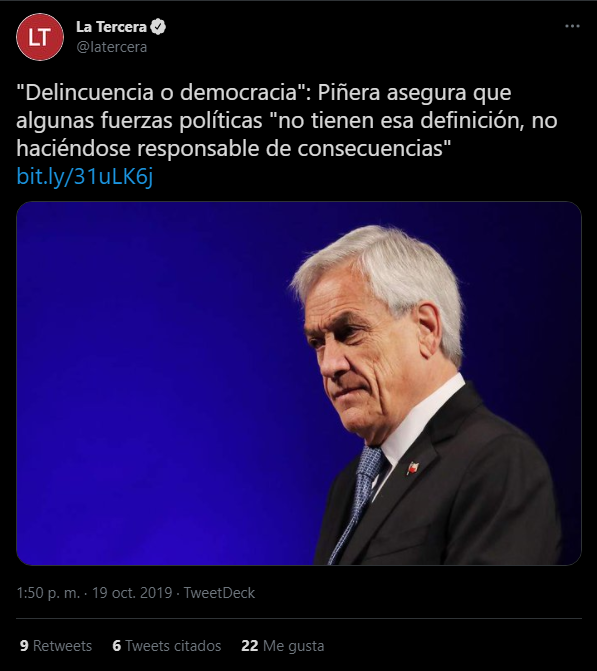 LT
La Tercera
@latercera
"Delincuencia o democracia": Piñera asegura que
algunas fuerzas políticas "no tienen esa definición, no
haciéndose responsable de consecuencias"
bit.ly/31uLK6j
1:50 p. m. · 19 oct. 2019 · TweetDeck
9 Retweets 6 Tweets citados 22 Me gusta